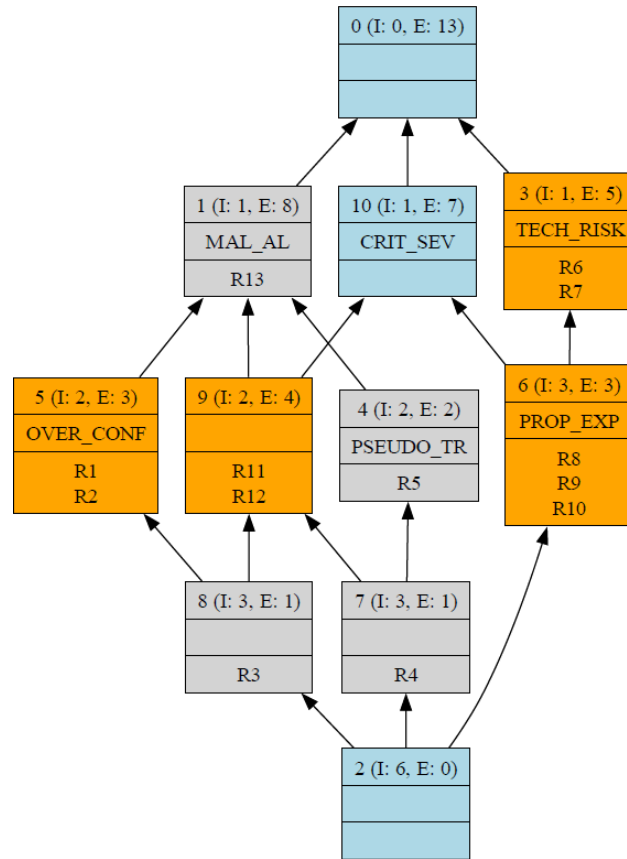 0 (I: 0, E: 13)
1 (I: 1, E: 8)
MAL_AL
R13
10 (I: 1, E: 7)
CRIT_SEV
3 (I: 1, E: 5)
TECH_RISK
R6
R7
5 (I: 2, E: 3)
OVER_CONF
R1
R2
9 (I: 2, E: 4)
R11
R12
4 (I: 2, E: 2)
PSEUDO_TR
R5
6 (I: 3, E: 3)
PROP_EXP
R8
R9
R10
8 (I: 3, E: 1)
R3
7 (I: 3, E: 1)
R4
2 (I: 6, E: 0)